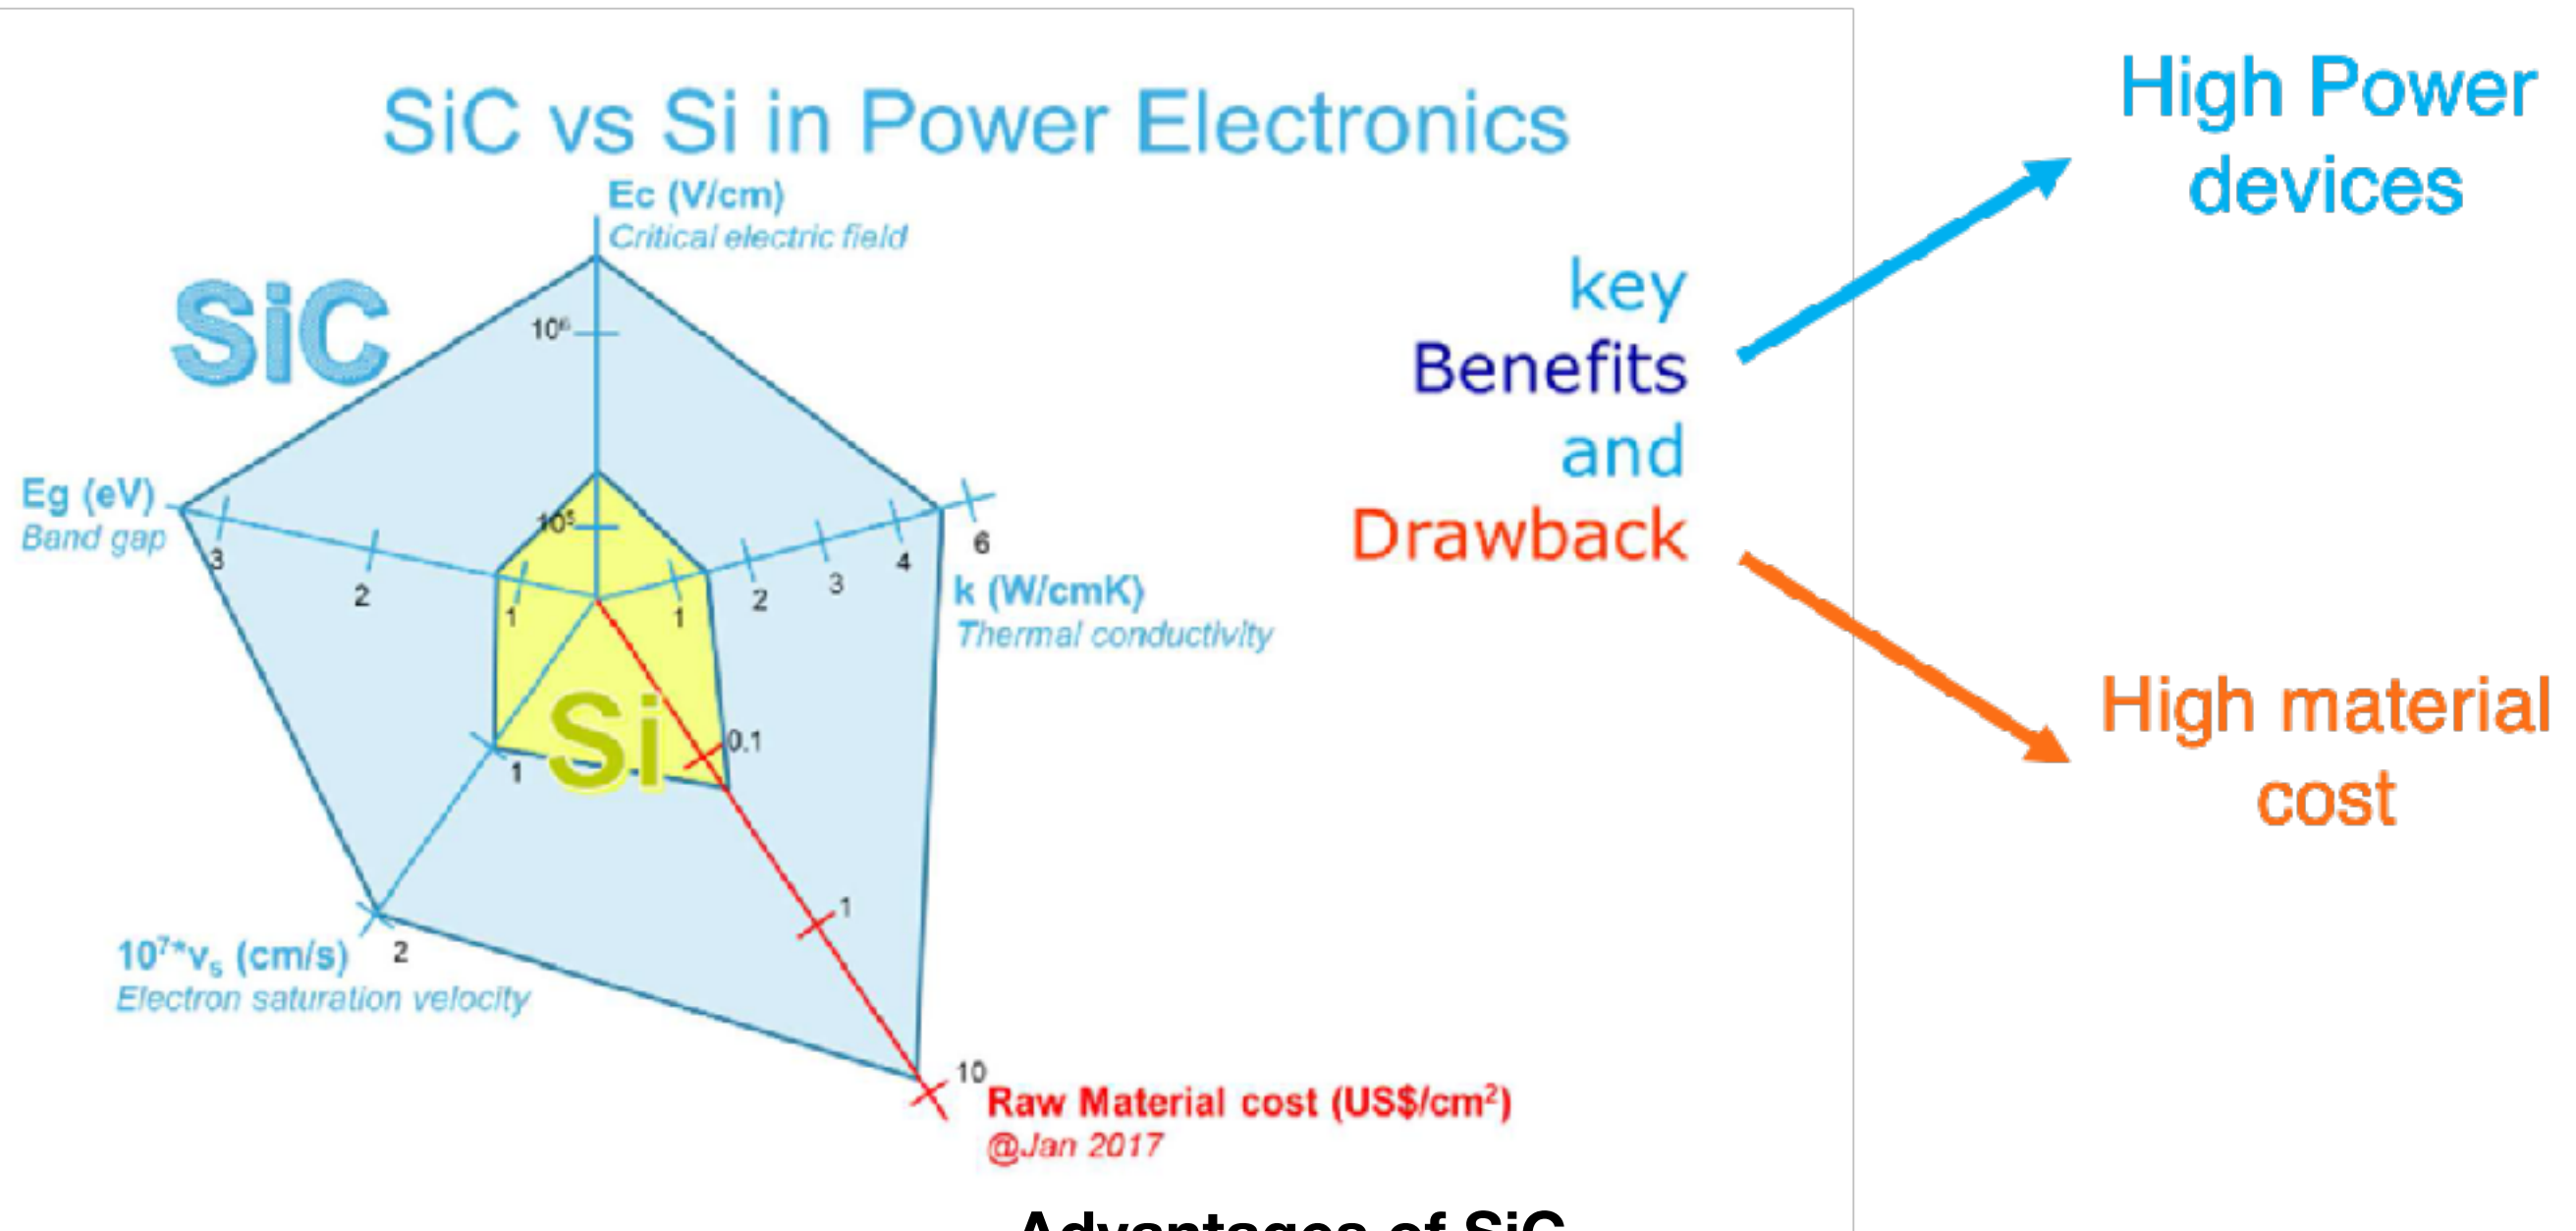 SiC vs Si in Power Electronics
Ec (V/cm)
Critical electric field
SiC
10⁶
10⁵
Eg (eV)
Band gap
3
2
1
1
2
3
4
6
k (W/cmK)
Thermal conductivity
Si
0.1
1
1
10⁷*vₛ (cm/s)
2
Electron saturation velocity
10
Raw Material cost (US$/cm²)
@Jan 2017
key
Benefits
and
Drawback
High Power
devices
High material
cost
Advantages of SiC